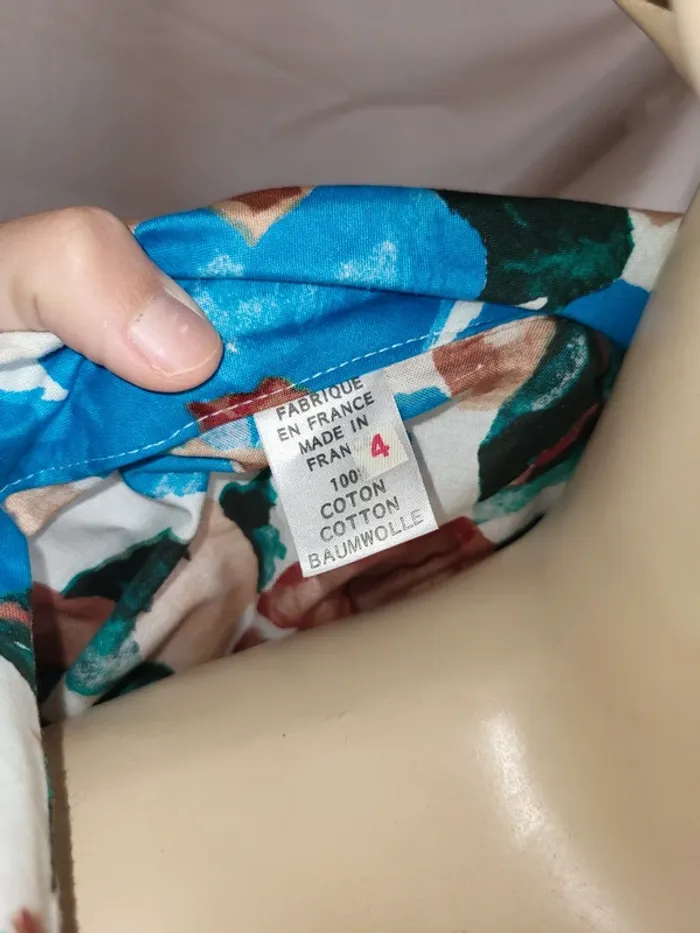 FABRIQUE
EN FRANCE
MADE IN
FRAN 4
100
COTON
COTTON
BAUMWOLLE